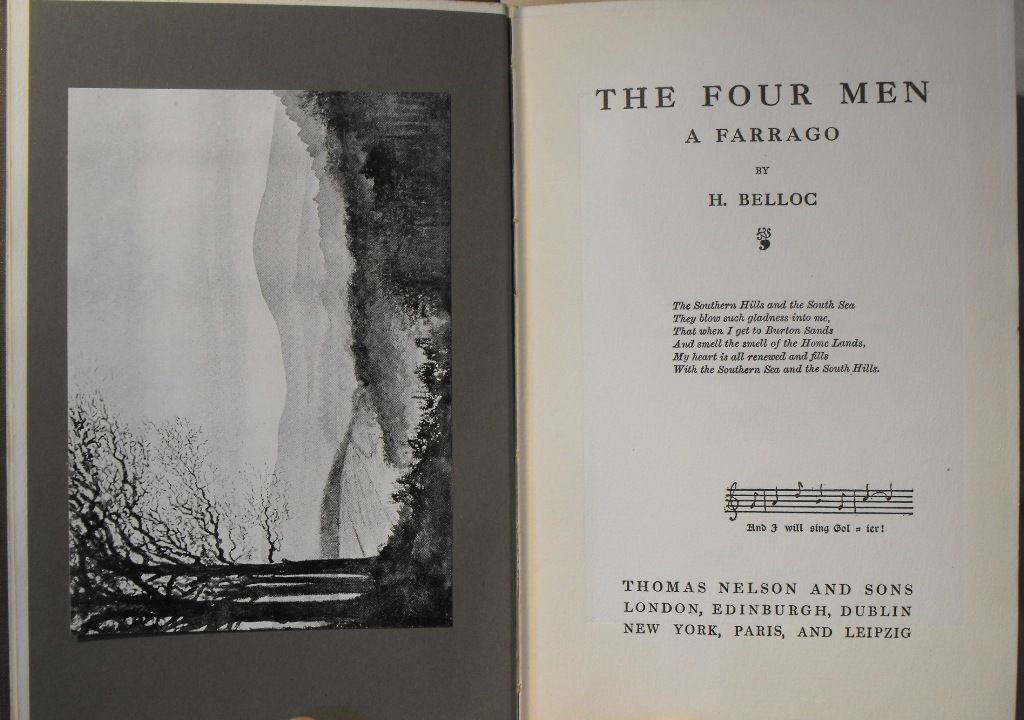 THE FOUR MEN
A FARRAGO
BY
H. BELLOC
The Southern Hills and the South Sea
They blow such gladness into me,
That when I get to Burton Sands
And smell the smell of the Home Lands,
My heart is all renewed and fills
With the Southern Sea and the South Hills.
And I will sing Gol = ier!
THOMAS NELSON AND SONS
LONDON, EDINBURGH, DUBLIN
NEW YORK, PARIS, AND LEIPZIG